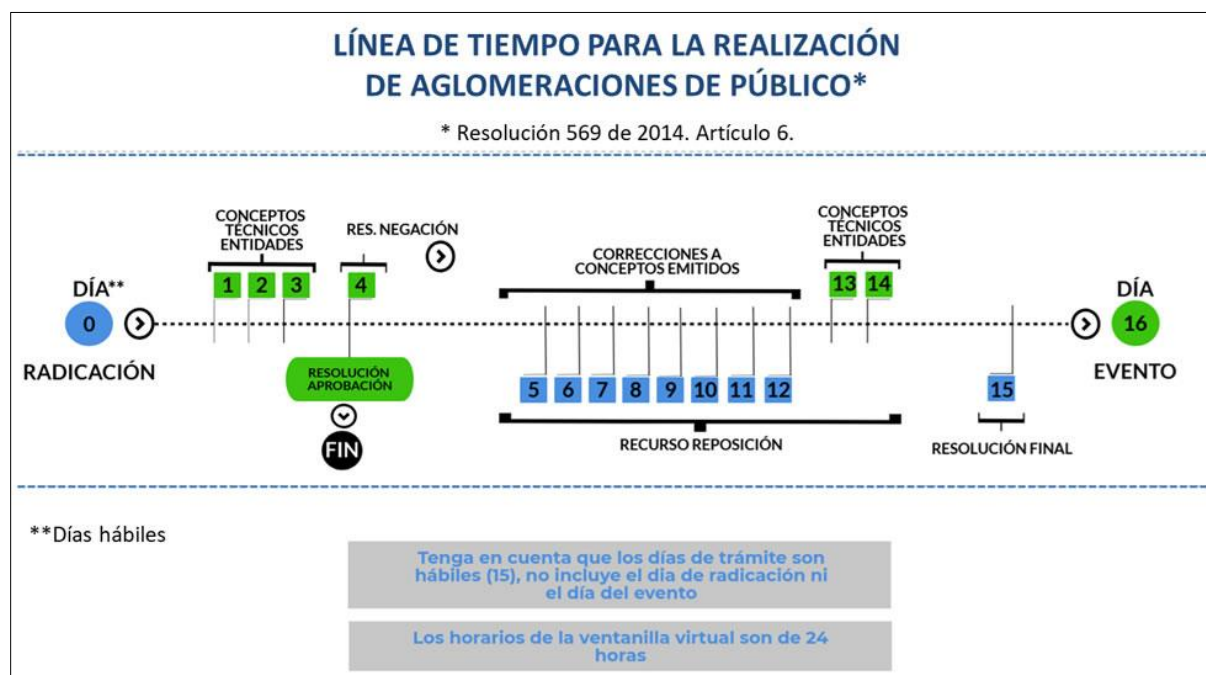 LÍNEA DE TIEMPO PARA LA REALIZACIÓN
DE AGLOMERACIONES DE PÚBLICO*
* Resolución 569 de 2014. Artículo 6.
DÍA**
0
RADICACIÓN
CONCEPTOS
TÉCNICOS
ENTIDADES
1 2 3
RES. NEGACIÓN
4
RESOLUCIÓN
APROBACIÓN
FIN
CORRECCIONES A
CONCEPTOS EMITIDOS
5 6 7 8 9 10 11 12
RECURSO REPOSICIÓN
CONCEPTOS
TÉCNICOS
ENTIDADES
13 14
15
RESOLUCIÓN FINAL
DÍA
16
EVENTO
**Días hábiles
Tenga en cuenta que los días de trámite son
hábiles (15), no incluye el dia de radicación ni
el día del evento
Los horarios de la ventanilla virtual son de 24
horas